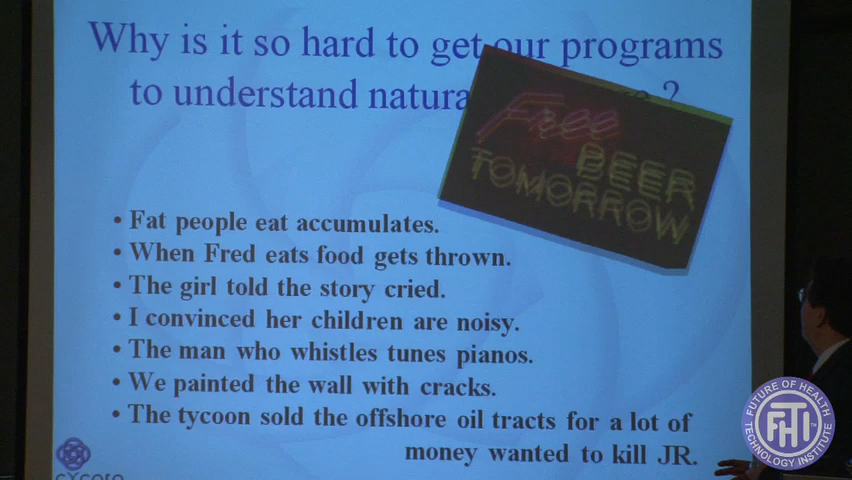 Why is it so hard to get our programs
to understand natura ?
Free
BEER
TOMORROW
• Fat people eat accumulates.
• When Fred eats food gets thrown.
• The girl told the story cried.
• I convinced her children are noisy.
• The man who whistles tunes pianos.
• We painted the wall with cracks.
• The tycoon sold the offshore oil tracts for a lot of
money wanted to kill JR.
cycorp
FUTURE OF HEALTH
FHTI
TECHNOLOGY INSTITUTE
TM